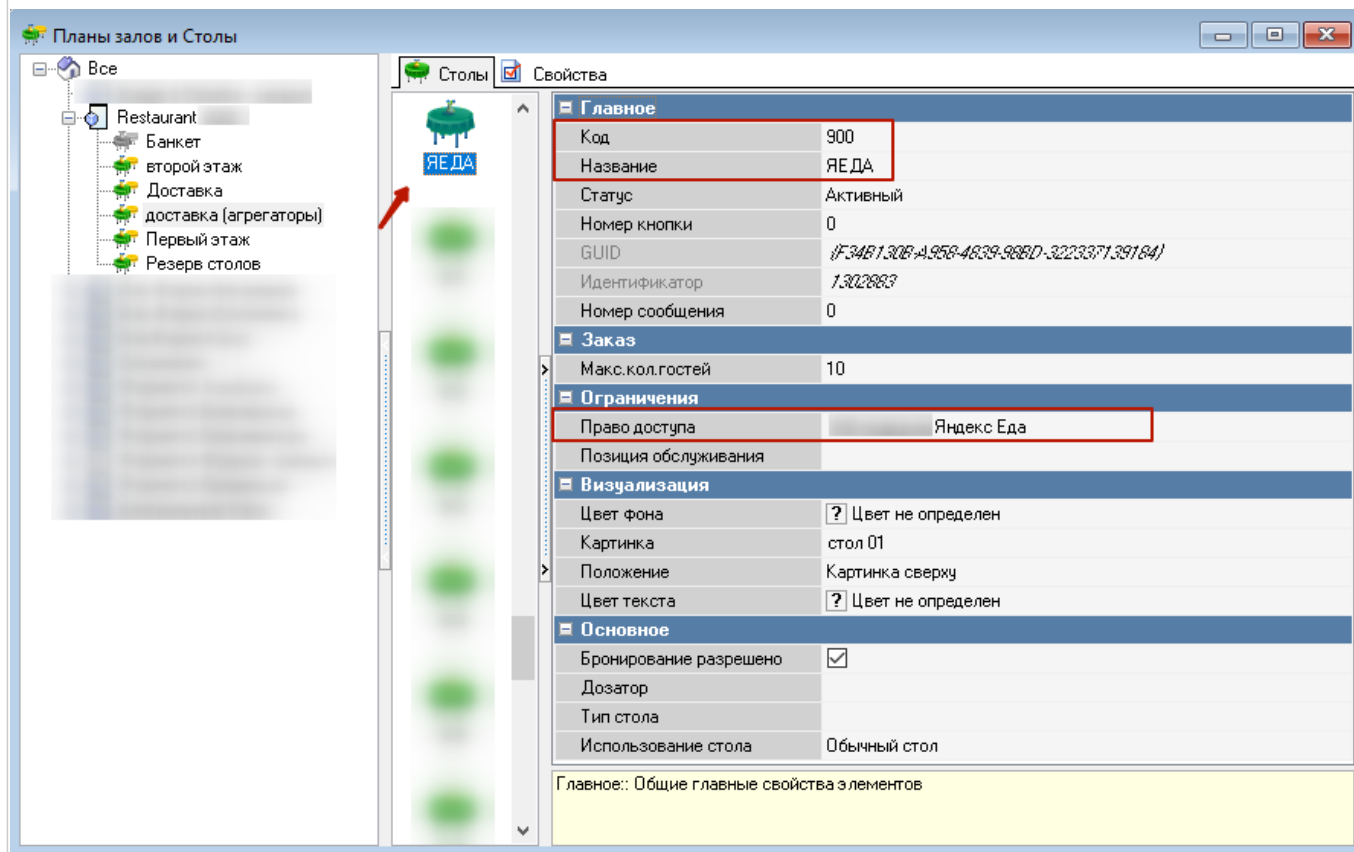 Планы залов и Столы
Все
Restaurant
Банкет
второй этаж
Доставка
доставка (агрегаторы)
Первый этаж
Резерв столов
Столы
Свойства
ЯЕДА
Главное
Код 900
Название ЯЕДА
Статус Активный
Номер кнопки 0
GUID
Идентификатор 1302883
Номер сообщения 0
Заказ
Макс.кол.гостей 10
Ограничения
Право доступа Яндекс Еда
Позиция обслуживания
Визуализация
Цвет фона ? Цвет не определен
Картинка стол 01
Положение Картинка сверху
Цвет текста ? Цвет не определен
Основное
Бронирование разрешено
Дозатор
Тип стола
Использование стола Обычный стол
Главное:: Общие главные свойства элементов